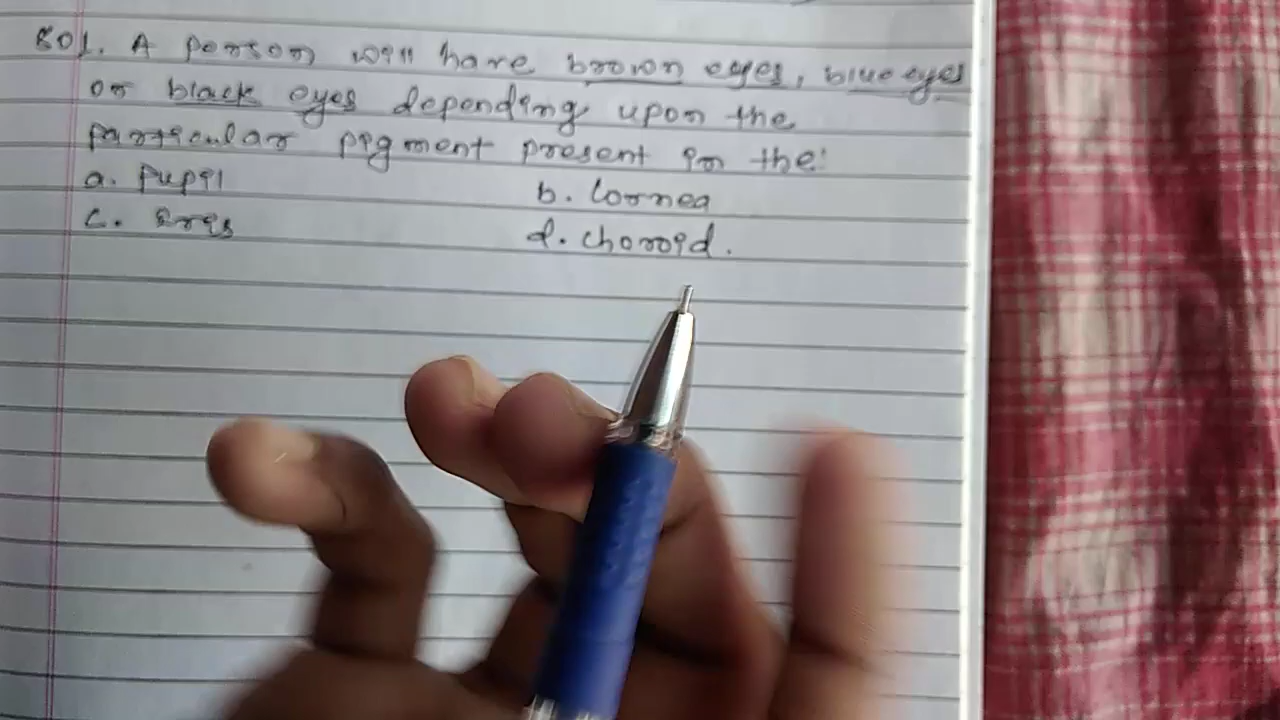 801. A person will have brown eyes, blue eyes
or black eyes depending upon the
particular pigment present in the:
a. Pupil b. Cornea
c. Iris d. choroid.